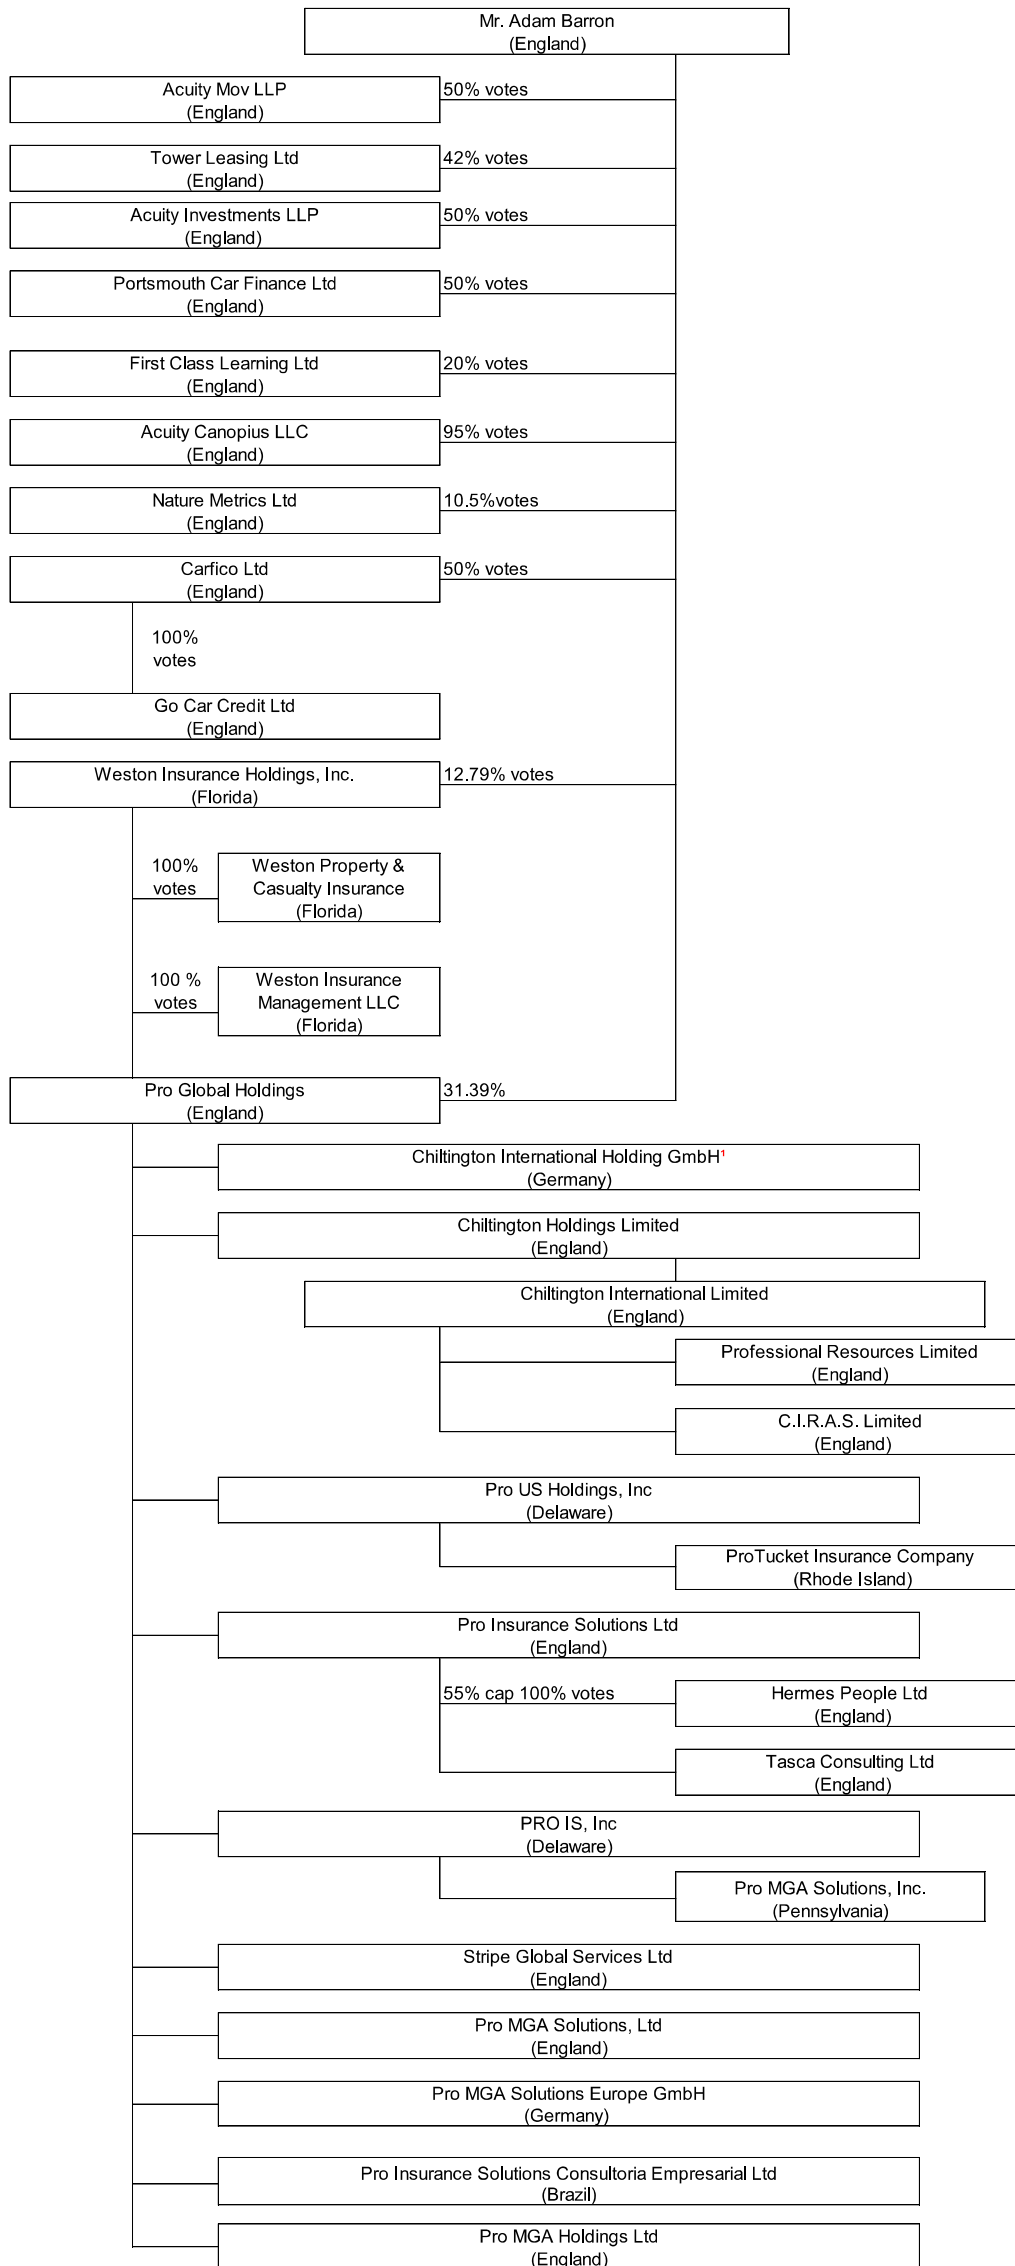 Mr. Adam Barron
(England)
Acuity Mov LLP
(England)
50% votes
Tower Leasing Ltd
(England)
42% votes
Acuity Investments LLP
(England)
50% votes
Portsmouth Car Finance Ltd
(England)
50% votes
First Class Learning Ltd
(England)
20% votes
Acuity Canopius LLC
(England)
95% votes
Nature Metrics Ltd
(England)
10.5%votes
Carfico Ltd
(England)
50% votes
100%
votes
Go Car Credit Ltd
(England)
Weston Insurance Holdings, Inc.
(Florida)
12.79% votes
100%
votes
Weston Property &
Casualty Insurance
(Florida)
100 %
votes
Weston Insurance
Management LLC
(Florida)
Pro Global Holdings
(England)
31.39%
Chiltington International Holding GmbH¹
(Germany)
Chiltington Holdings Limited
(England)
Chiltington International Limited
(England)
Professional Resources Limited
(England)
C.I.R.A.S. Limited
(England)
Pro US Holdings, Inc
(Delaware)
ProTucket Insurance Company
(Rhode Island)
Pro Insurance Solutions Ltd
(England)
55% cap 100% votes
Hermes People Ltd
(England)
Tasca Consulting Ltd
(England)
PRO IS, Inc
(Delaware)
Pro MGA Solutions, Inc.
(Pennsylvania)
Stripe Global Services Ltd
(England)
Pro MGA Solutions, Ltd
(England)
Pro MGA Solutions Europe GmbH
(Germany)
Pro Insurance Solutions Consultoria Empresarial Ltd
(Brazil)
Pro MGA Holdings Ltd
(England)